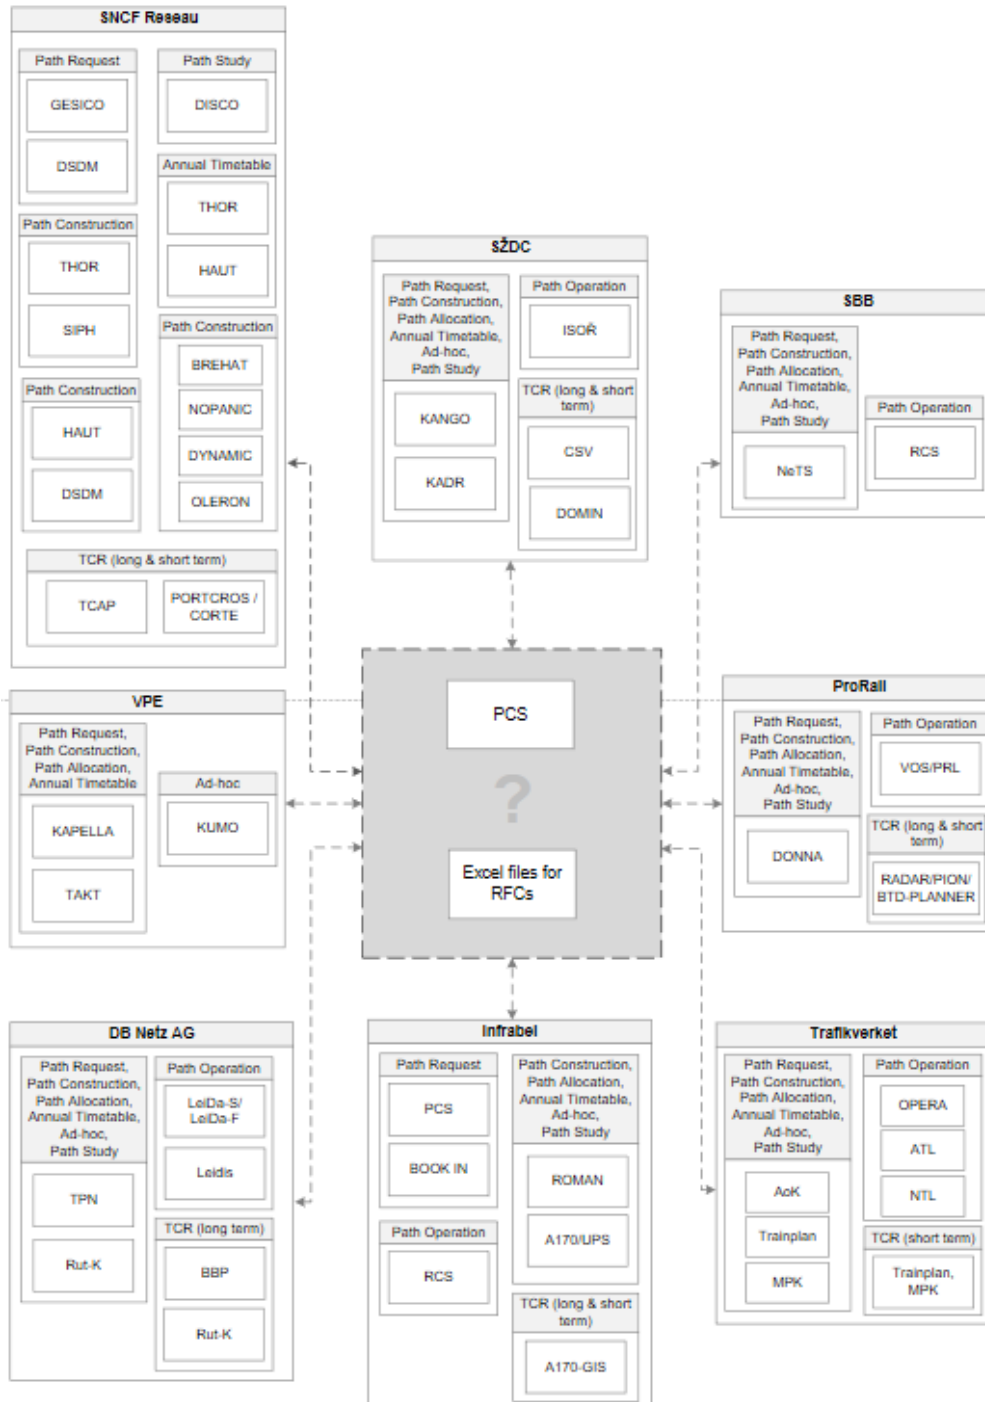 SNCF Reseau
Path Request
GESICO
DSDM
Path Study
DISCO
Annual Timetable
THOR
HAUT
Path Construction
THOR
SIPH
Path Construction
BREHAT
NOPANIC
DYNAMIC
OLERON
Path Construction
HAUT
DSDM
TCR (long & short term)
TCAP
PORTCROS /
CORTE
SŽDC
Path Request,
Path Construction,
Path Allocation,
Annual Timetable,
Ad-hoc,
Path Study
KANGO
KADR
Path Operation
ISOŘ
TCR (long & short
term)
CSV
DOMIN
SBB
Path Request,
Path Construction,
Path Allocation,
Annual Timetable,
Ad-hoc,
Path Study
NeTS
Path Operation
RCS
VPE
Path Request,
Path Construction,
Path Allocation,
Annual Timetable
KAPELLA
TAKT
Ad-hoc
KUMO
PCS
?
Excel files for
RFCs
ProRail
Path Request,
Path Construction,
Path Allocation,
Annual Timetable,
Ad-hoc,
Path Study
DONNA
Path Operation
VOS/PRL
TCR (long & short
term)
RADAR/PION/
BTD-PLANNER
DB Netz AG
Path Request,
Path Construction,
Path Allocation,
Annual Timetable,
Ad-hoc,
Path Study
TPN
Rut-K
Path Operation
LeiDa-S/
LeiDa-F
Leidis
TCR (long term)
BBP
Rut-K
Infrabel
Path Request
PCS
BOOK IN
Path Operation
RCS
Path Construction,
Path Allocation,
Annual Timetable,
Ad-hoc,
Path Study
ROMAN
A170/UPS
TCR (long & short
term)
A170-GIS
Trafikverket
Path Request,
Path Construction,
Path Allocation,
Annual Timetable,
Ad-hoc,
Path Study
AoK
Trainplan
MPK
Path Operation
OPERA
ATL
NTL
TCR (short term)
Trainplan,
MPK